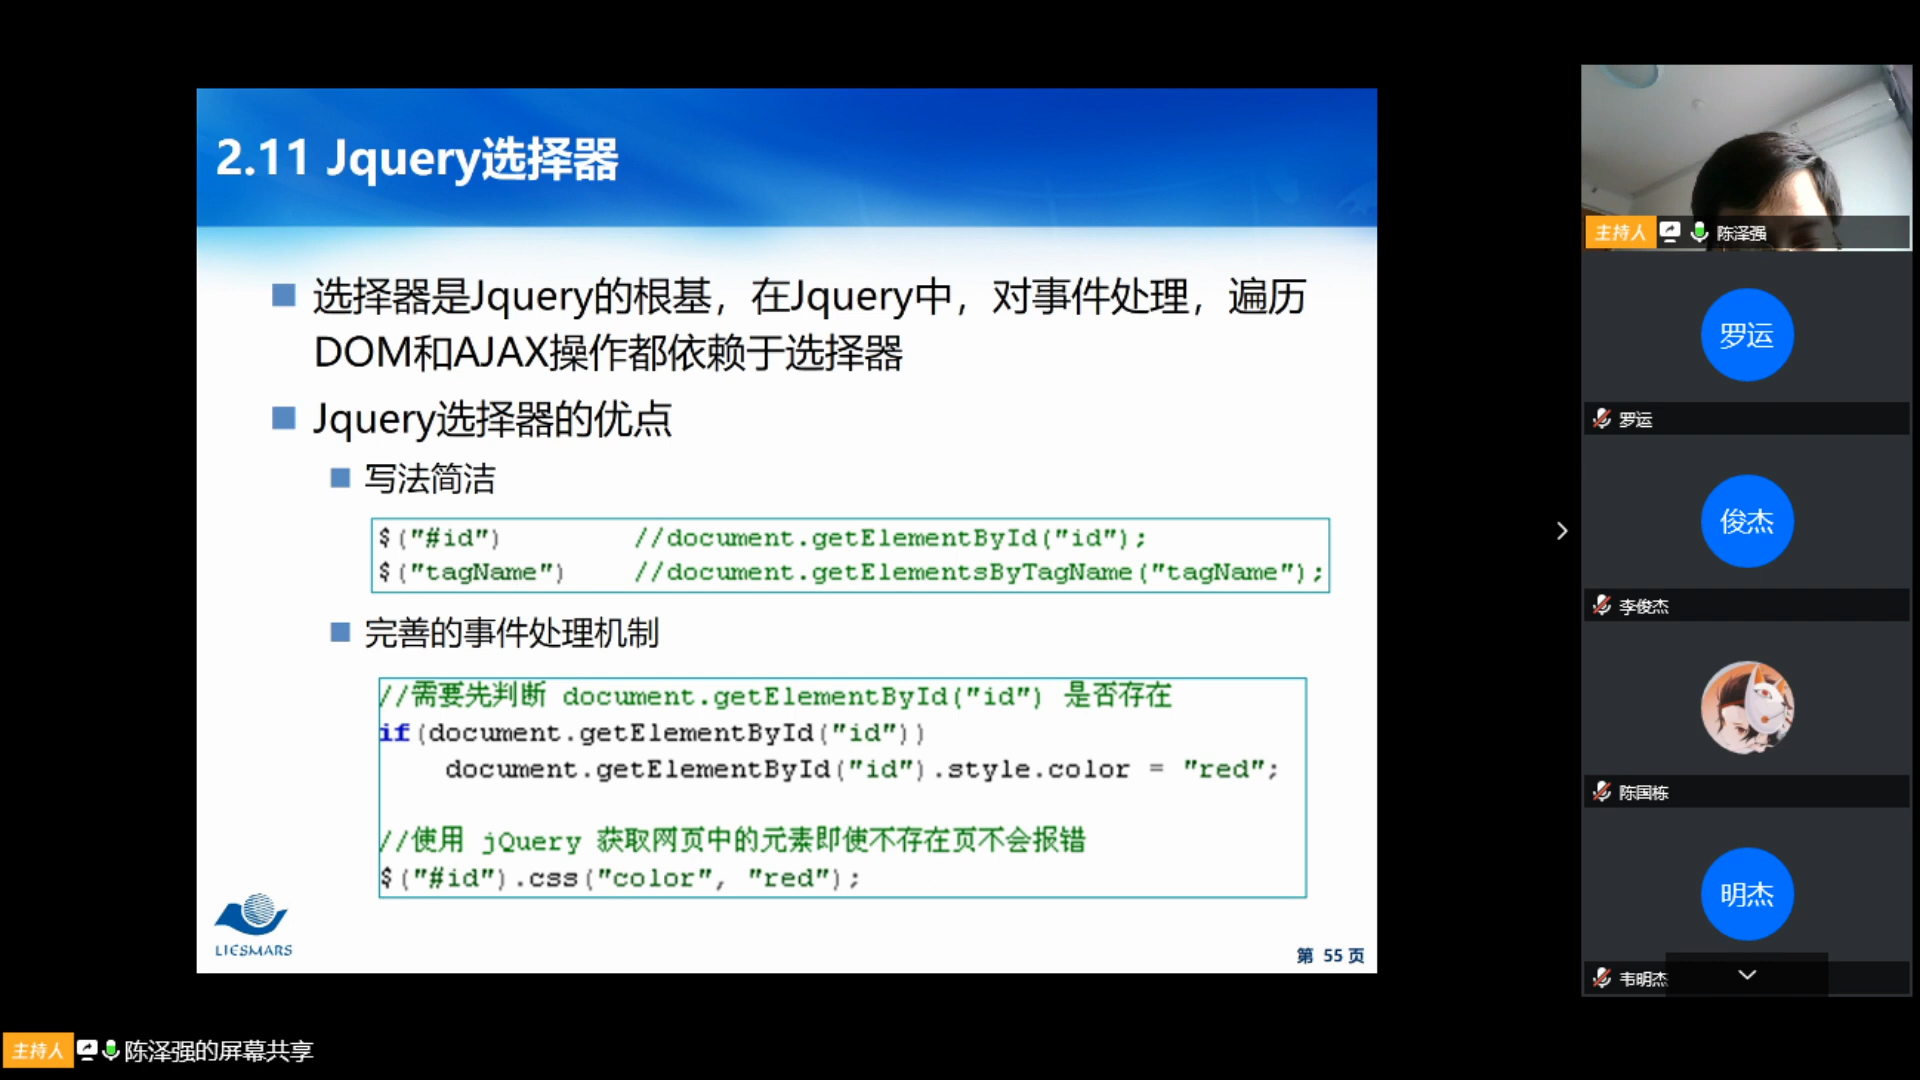 2.11 Jquery选择器
选择器是Jquery的根基，在Jquery中，对事件处理，遍历
DOM和AJAX操作都依赖于选择器
Jquery选择器的优点
写法简洁
$("#id") //document.getElementById("id");
$("tagName") //document.getElementsByTagName("tagName");
完善的事件处理机制
//需要先判断 document.getElementById("id") 是否存在
if(document.getElementById("id"))
document.getElementById("id").style.color = "red";
//使用 jQuery 获取网页中的元素即使不存在页不会报错
$("#id").css("color", "red");
LIESMARS
第 55 页
主持人 陈泽强
罗运
罗运
俊杰
李俊杰
陈国栋
明杰
韦明杰
主持人 陈泽强的屏幕共享